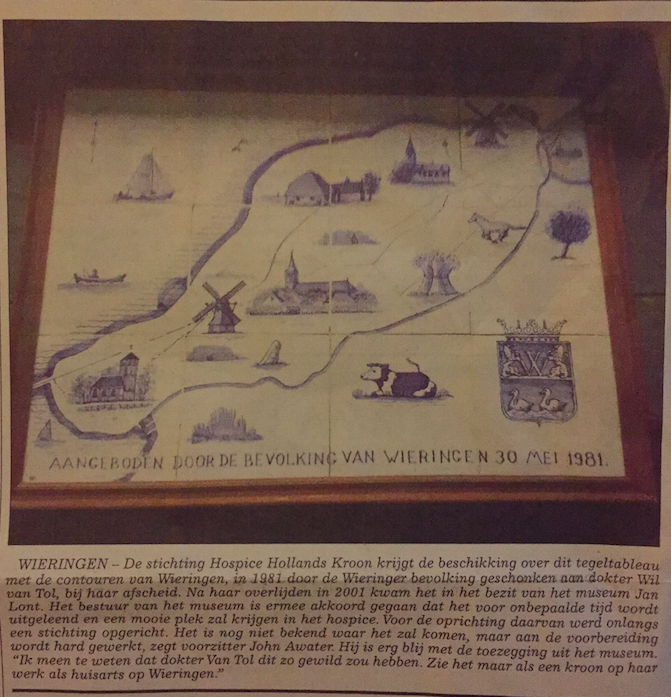 W
AANGEBODEN DOOR DE BEVOLKING VAN WIERINGEN 30 MEI 1981.
WIERINGEN – De stichting Hospice Hollands Kroon krijgt de beschikking over dit tegeltableau
met de contouren van Wieringen, in 1981 door de Wieringer bevolking geschonken aan dokter Wil
van Tol, bij haar afscheid. Na haar overlijden in 2001 kwam het in het bezit van het museum Jan
Lont. Het bestuur van het museum is ermee akkoord gegaan dat het voor onbepaalde tijd wordt
uitgeleend en een mooie plek zal krijgen in het hospice. Voor de oprichting daarvan werd onlangs
een stichting opgericht. Het is nog niet bekend waar het zal komen, maar aan de voorbereiding
wordt hard gewerkt, zegt voorzitter John Awater. Hij is erg blij met de toezegging uit het museum.
"Ik meen te weten dat dokter Van Tol dit zo gewild zou hebben. Zie het maar als een kroon op haar
werk als huisarts op Wieringen."